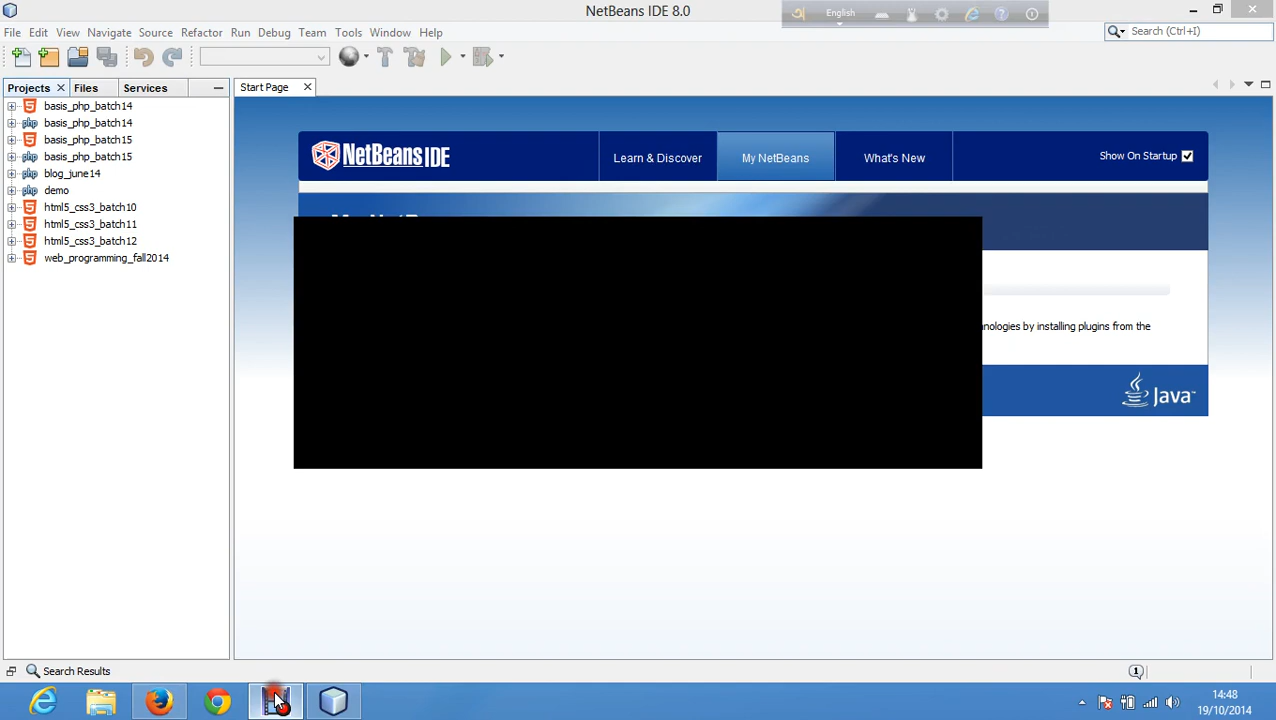 NetBeans IDE 8.0
English
File Edit View Navigate Source Refactor Run Debug Team Tools Window Help
Search (Ctrl+I)
Projects Files Services
Start Page
basis_php_batch14
basis_php_batch14
basis_php_batch15
basis_php_batch15
blog_june14
demo
html5_css3_batch10
html5_css3_batch11
html5_css3_batch12
web_programming_fall2014
NetBeans IDE
Learn & Discover
My NetBeans
What's New
Show On Startup
nologies by installing plugins from the
Java
Search Results
1
14:48
19/10/2014